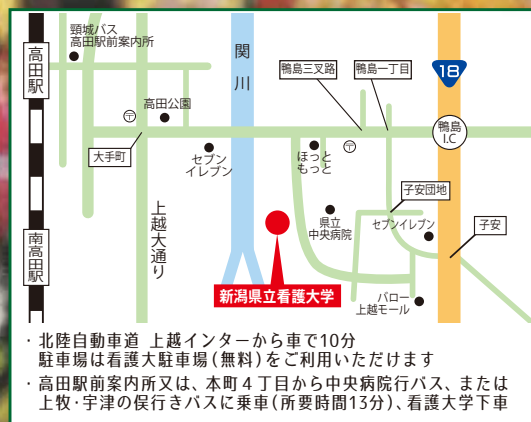 頸城バス
高田駅前案内所
高田駅
関川
鴨島三叉路
鴨島一丁目
18
〒
高田公園
鴨島
I.C
大手町
セブン
イレブン
ほっと
もっと
〒
子安団地
上越大通り
県立
中央病院
セブンイレブン
子安
南高田駅
新潟県立看護大学
バロー
上越モール
・北陸自動車道 上越インターから車で10分
駐車場は看護大駐車場(無料)をご利用いただけます
・高田駅前案内所又は、本町4丁目から中央病院行バス、または
上牧・宇津の俣行きバスに乗車(所要時間13分)、看護大学下車